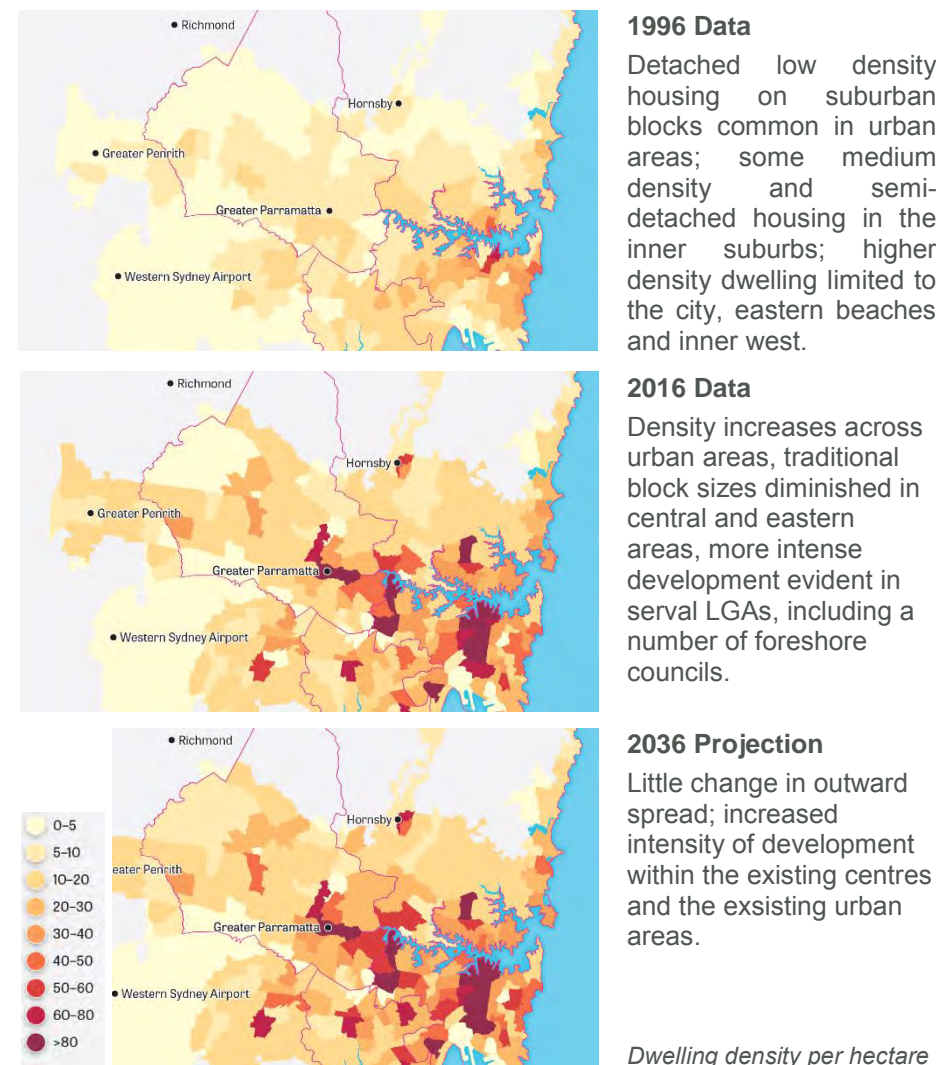 Richmond
Hornsby
Greater Penrith
Greater Parramatta
Western Sydney Airport
1996 Data
Detached low density
housing on suburban
blocks common in urban
areas; some medium
density and semi-
detached housing in the
inner suburbs; higher
density dwelling limited to
the city, eastern beaches
and inner west.
Richmond
Hornsby
Greater Penrith
Greater Parramatta
Western Sydney Airport
2016 Data
Density increases across
urban areas, traditional
block sizes diminished in
central and eastern
areas, more intense
development evident in
serval LGAs, including a
number of foreshore
councils.
Richmond
Hornsby
eater Penrith
Greater Parramatta
Western Sydney Airport
0-5
5-10
10-20
20-30
30-40
40-50
50-60
60-80
>80
2036 Projection
Little change in outward
spread; increased
intensity of development
within the existing centres
and the exsisting urban
areas.
Dwelling density per hectare